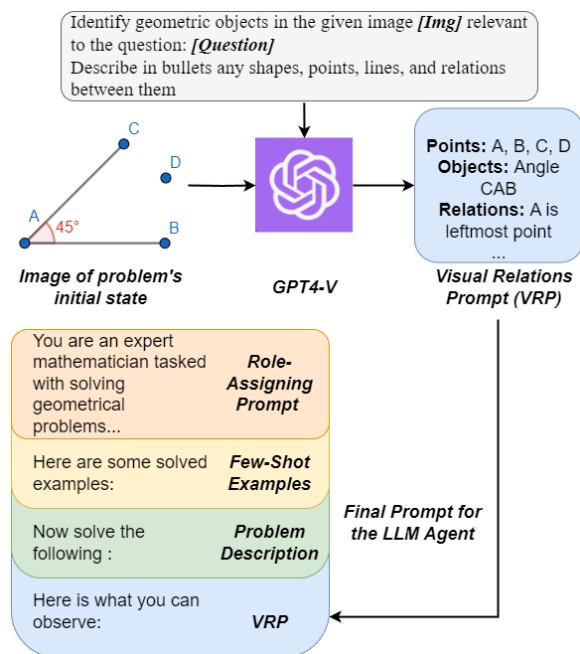 Identify geometric objects in the given image [Img] relevant
to the question: [Question]
Describe in bullets any shapes, points, lines, and relations
between them
C
D
A
45°
B
Points: A, B, C, D
Objects: Angle
CAB
Relations: A is
leftmost point
...
Image of problem's
initial state
GPT4-V
Visual Relations
Prompt (VRP)
You are an expert
mathematician tasked
with solving
geometrical
problems...
Role-
Assigning
Prompt
Here are some solved
examples:
Few-Shot
Examples
Now solve the
following :
Problem
Description
Final Prompt for
the LLM Agent
Here is what you can
observe:
VRP